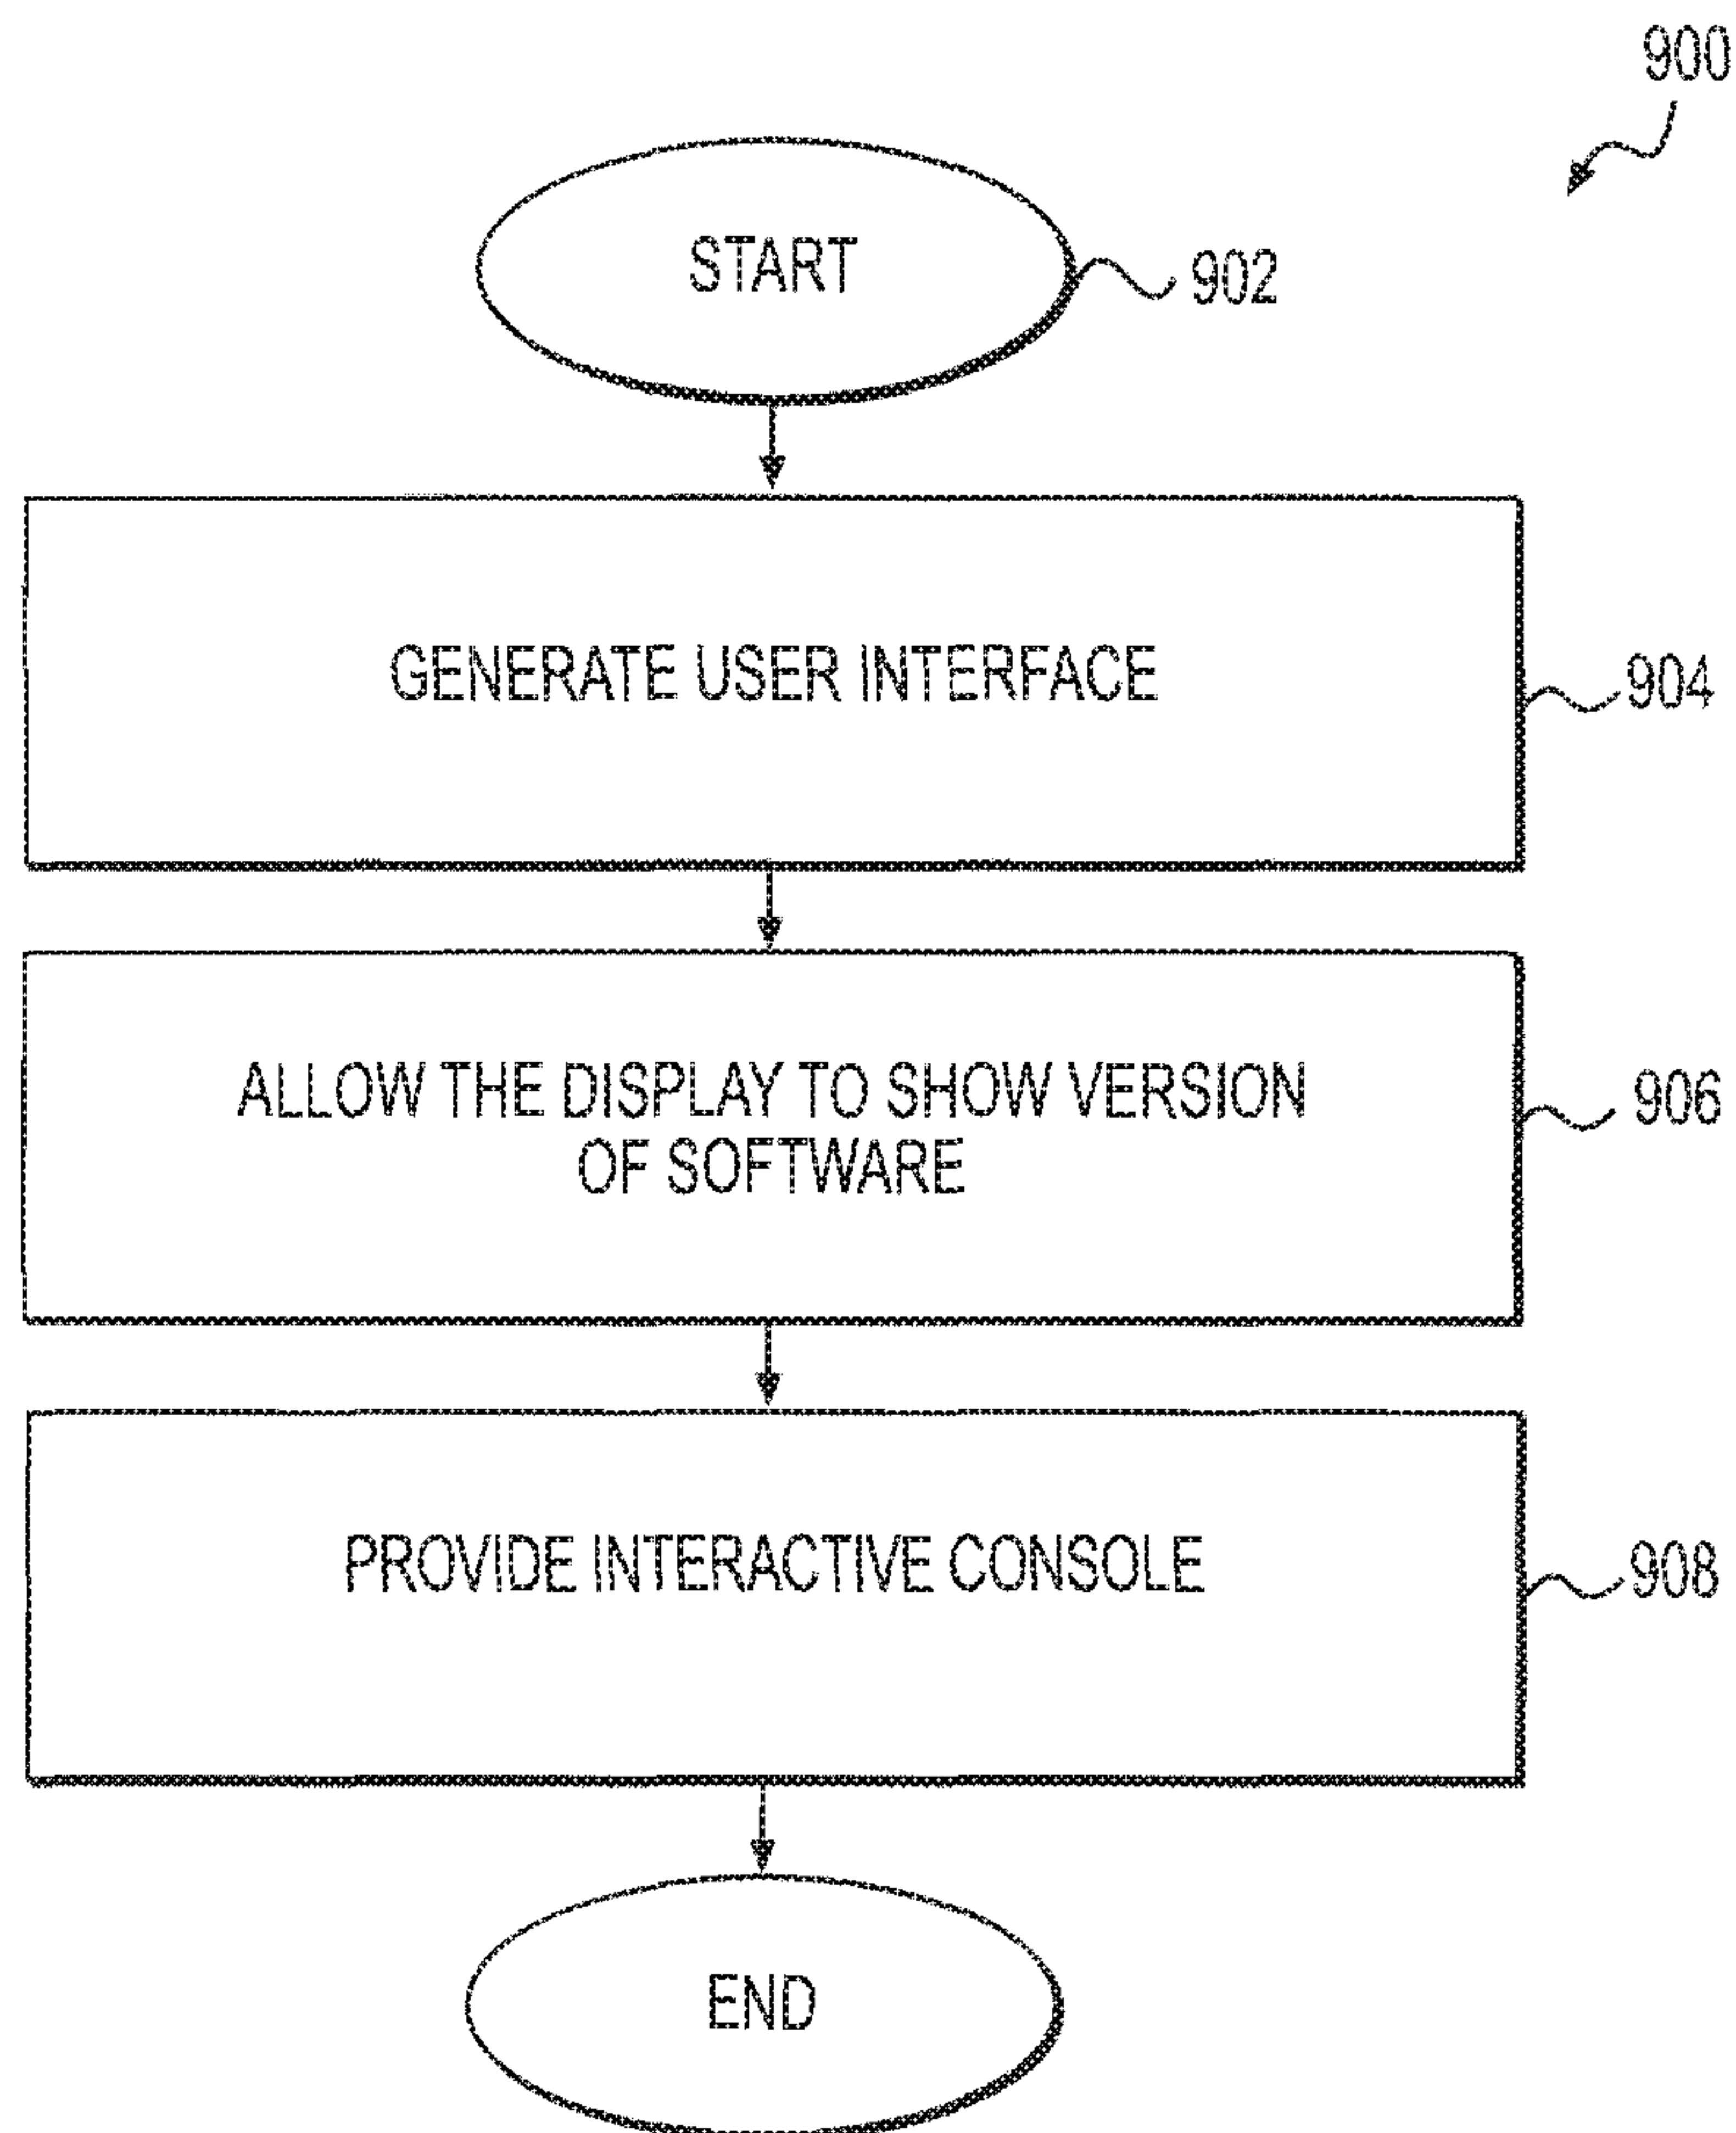 900
START
902
GENERATE USER INTERFACE
904
ALLOW THE DISPLAY TO SHOW VERSION
OF SOFTWARE
906
PROVIDE INTERACTIVE CONSOLE
908
END